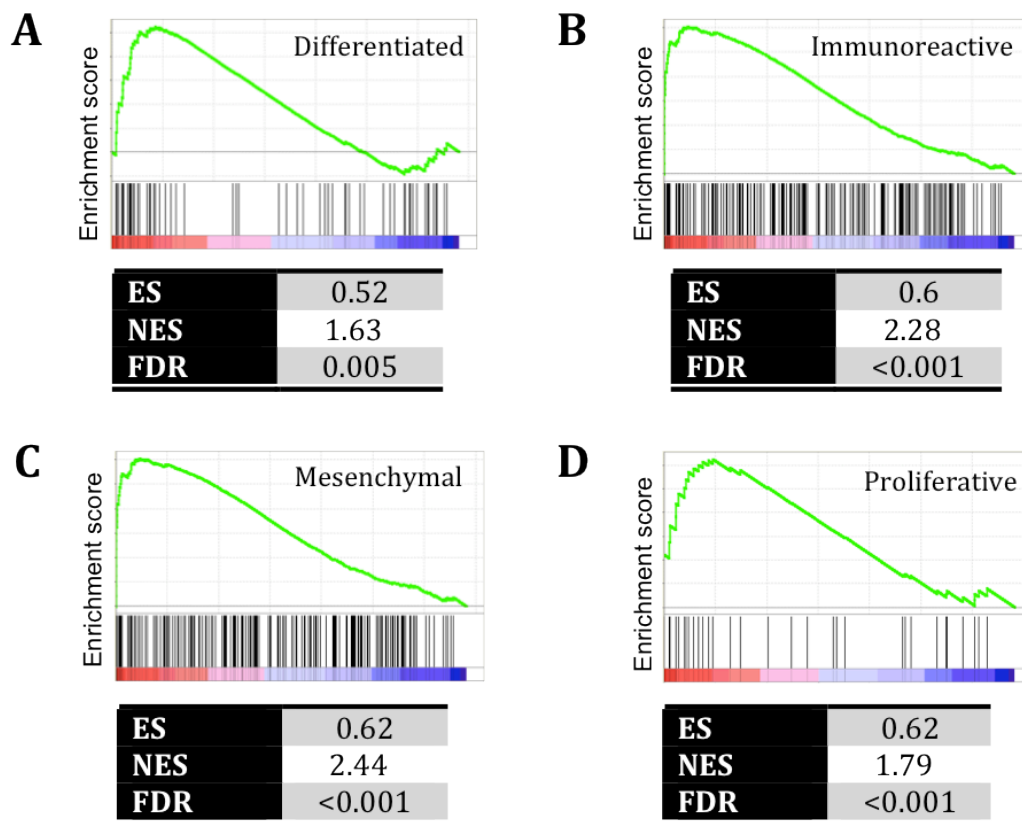 A
Differentiated
Enrichment score
ES 0.52
NES 1.63
FDR 0.005
B
Immunoreactive
Enrichment score
ES 0.6
NES 2.28
FDR <0.001
C
Mesenchymal
Enrichment score
ES 0.62
NES 2.44
FDR <0.001
D
Proliferative
Enrichment score
ES 0.62
NES 1.79
FDR <0.001